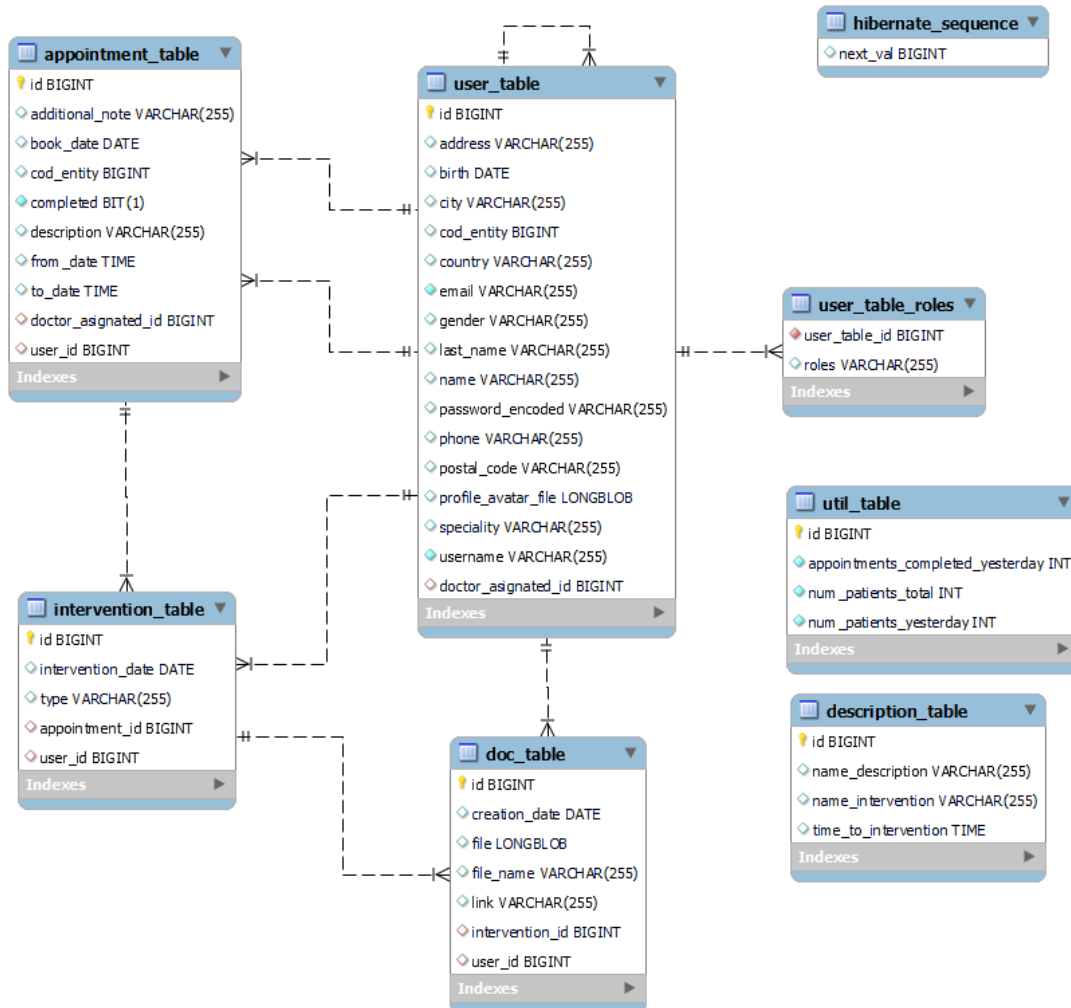 appointment_table
id BIGINT
additional_note VARCHAR(255)
book_date DATE
cod_entity BIGINT
completed BIT(1)
description VARCHAR(255)
from_date TIME
to_date TIME
doctor_asignated_id BIGINT
user_id BIGINT
Indexes
user_table
id BIGINT
address VARCHAR(255)
birth DATE
city VARCHAR(255)
cod_entity BIGINT
country VARCHAR(255)
email VARCHAR(255)
gender VARCHAR(255)
last_name VARCHAR(255)
name VARCHAR(255)
password_encoded VARCHAR(255)
phone VARCHAR(255)
postal_code VARCHAR(255)
profile_avatar_file LONGBLOB
speciality VARCHAR(255)
username VARCHAR(255)
doctor_asignated_id BIGINT
Indexes
hibernate_sequence
next_val BIGINT
user_table_roles
user_table_id BIGINT
roles VARCHAR(255)
Indexes
util_table
id BIGINT
appointments_completed_yesterday INT
num_patients_total INT
num_patients_yesterday INT
Indexes
intervention_table
id BIGINT
intervention_date DATE
type VARCHAR(255)
appointment_id BIGINT
user_id BIGINT
Indexes
doc_table
id BIGINT
creation_date DATE
file LONGBLOB
file_name VARCHAR(255)
link VARCHAR(255)
intervention_id BIGINT
user_id BIGINT
Indexes
description_table
id BIGINT
name_description VARCHAR(255)
name_intervention VARCHAR(255)
time_to_intervention TIME
Indexes